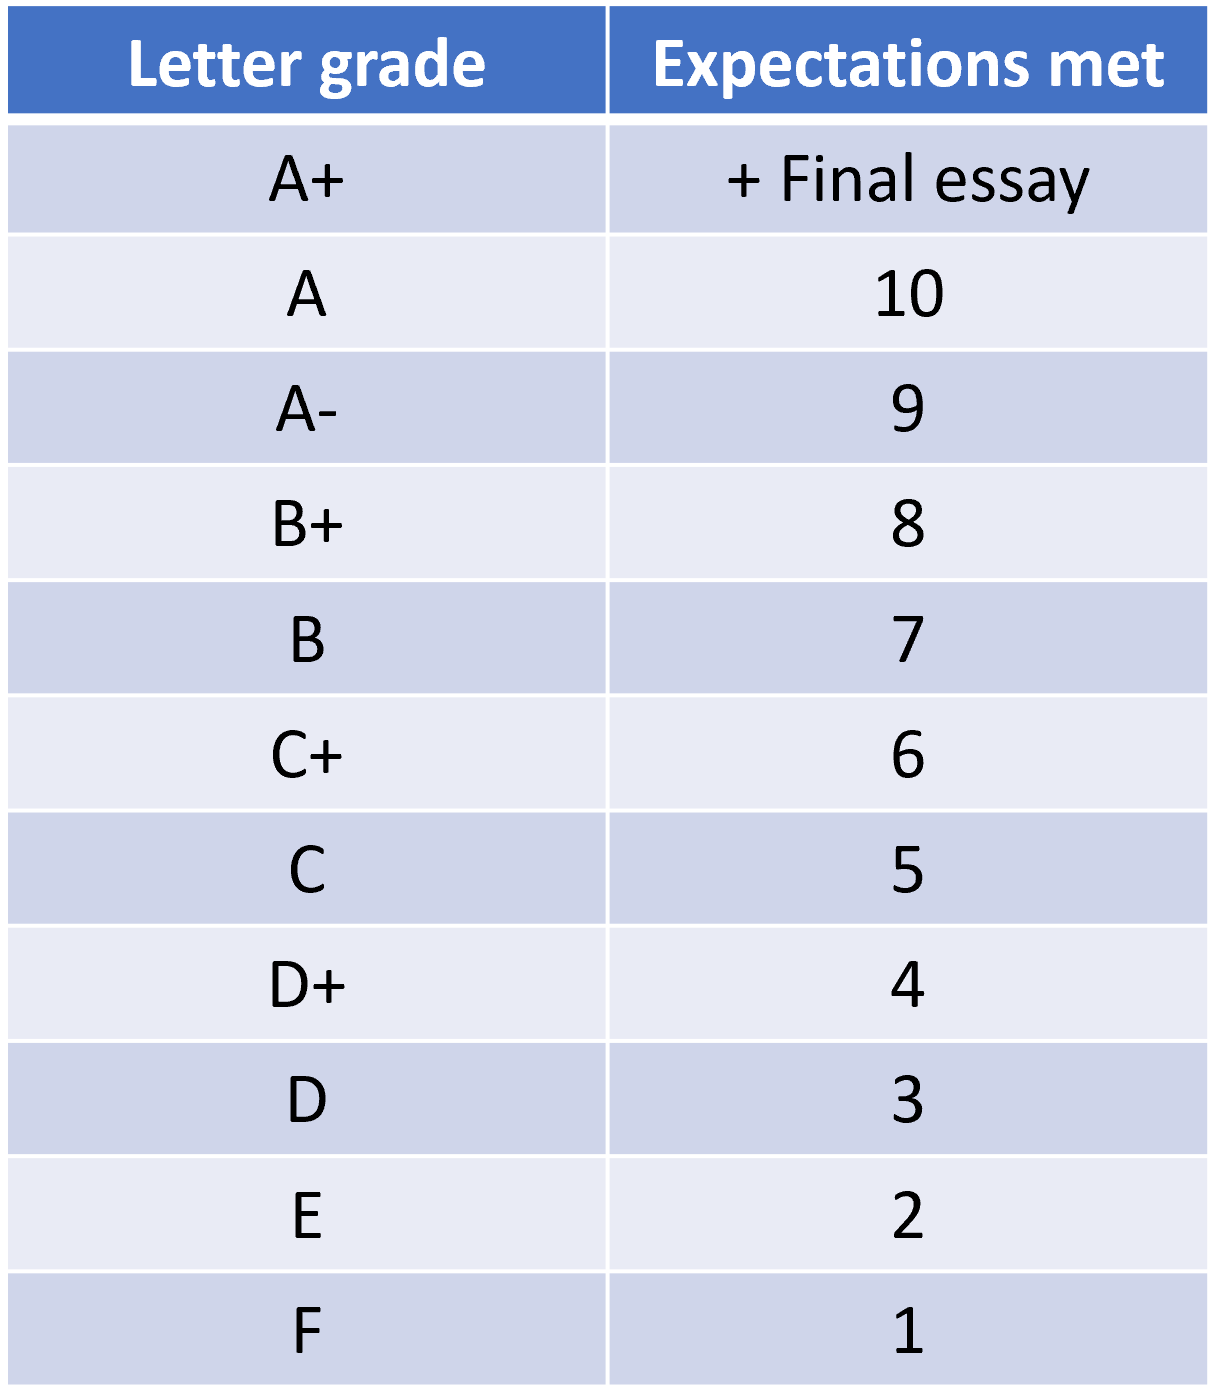 Letter grade Expectations met
A+ + Final essay
A 10
A- 9
B+ 8
B 7
C+ 6
C 5
D+ 4
D 3
E 2
F 1